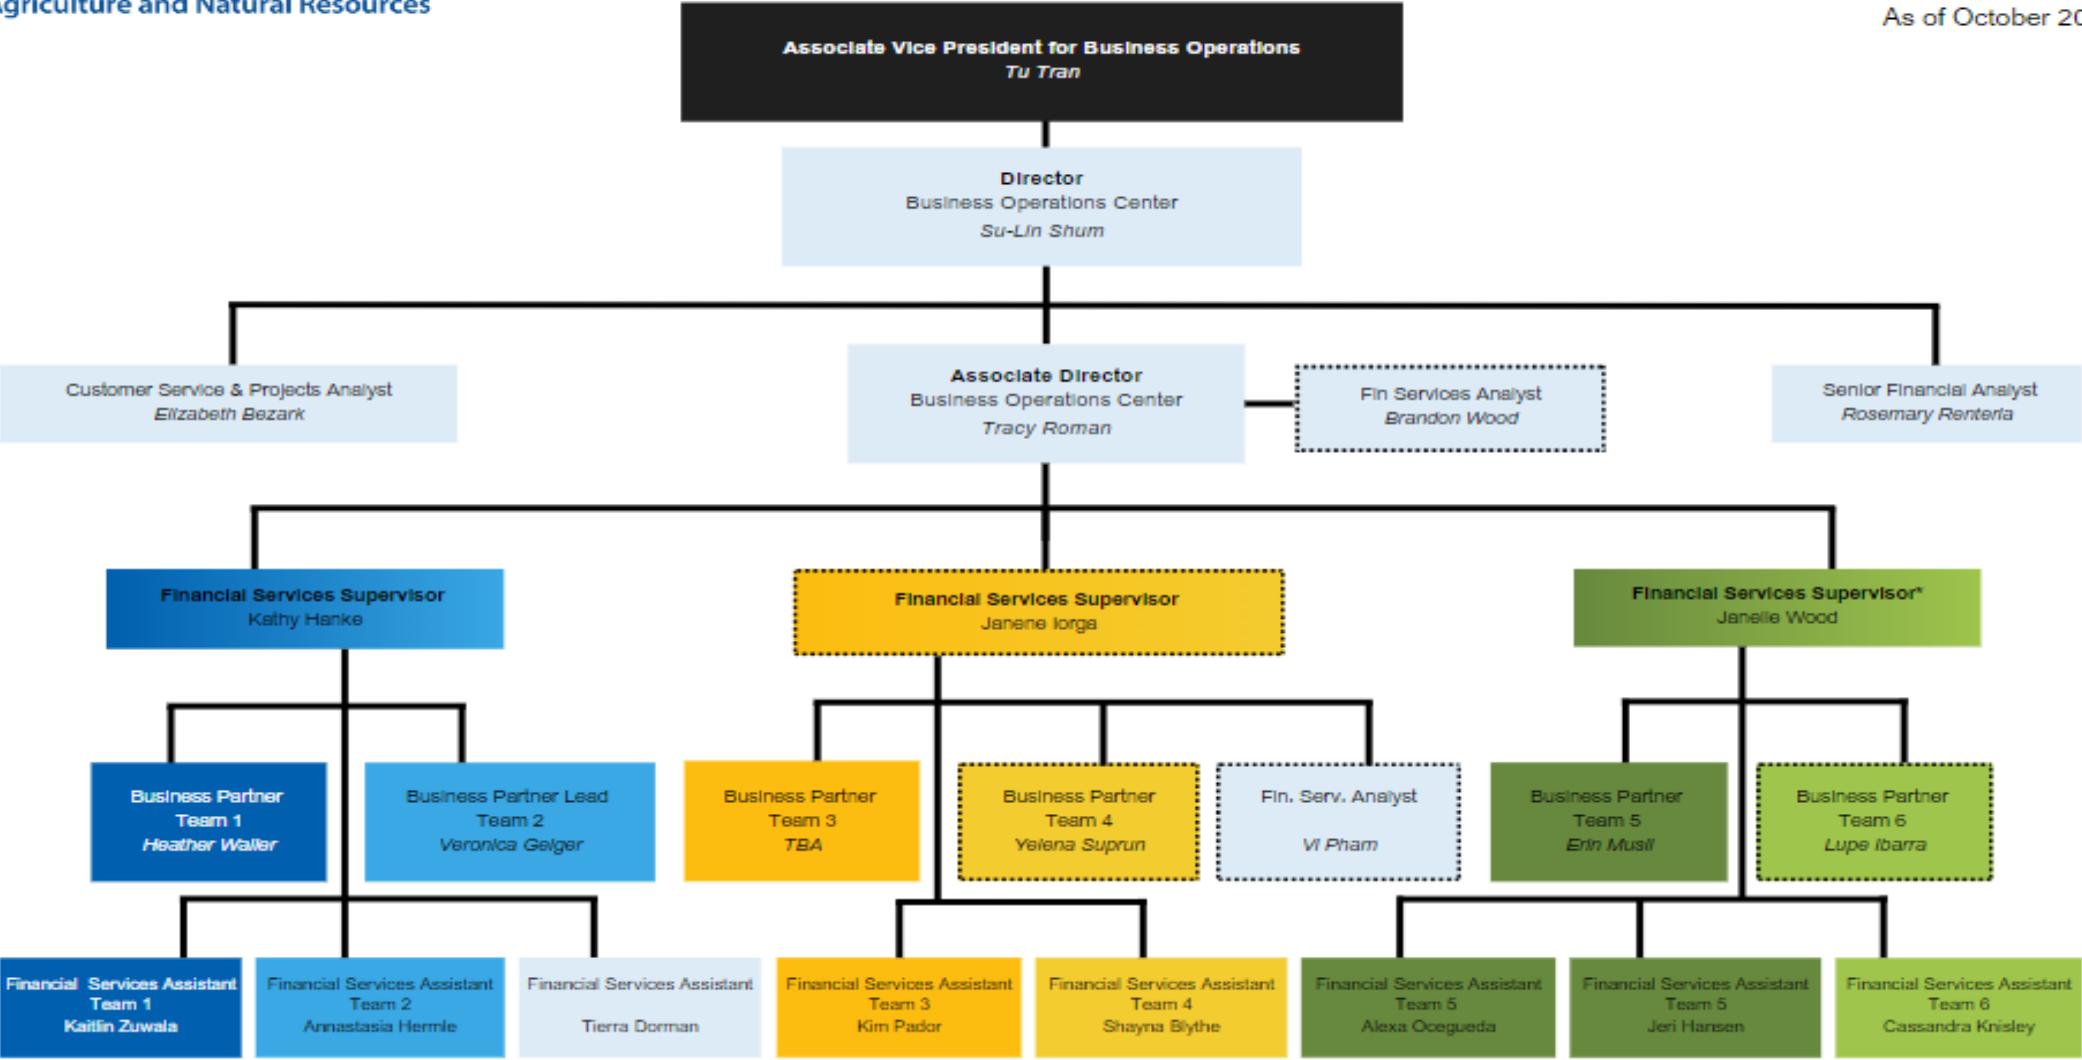 Agriculture and Natural Resources
As of October 20
Associate Vice President for Business Operations
Tu Tran
Director
Business Operations Center
Su-Lin Shum
Customer Service & Projects Analyst
Elizabeth Bezark
Associate Director
Business Operations Center
Tracy Roman
Fin Services Analyst
Brandon Wood
Senior Financial Analyst
Rosemary Renteria
Financial Services Supervisor
Kathy Hanke
Financial Services Supervisor
Janene Iorga
Financial Services Supervisor*
Janelle Wood
Business Partner
Team 1
Heather Waller
Business Partner Lead
Team 2
Veronica Geiger
Business Partner
Team 3
TBA
Business Partner
Team 4
Yelena Suprun
Fin. Serv. Analyst
Vi Pham
Business Partner
Team 5
Erin Musil
Business Partner
Team 6
Lupe Ibarra
Financial Services Assistant
Team 1
Kaitlin Zuwala
Financial Services Assistant
Team 2
Annastasia Hermle
Financial Services Assistant
Tierra Dorman
Financial Services Assistant
Team 3
Kim Pador
Financial Services Assistant
Team 4
Shayna Blythe
Financial Services Assistant
Team 5
Alexa Ocegueda
Financial Services Assistant
Team 5
Jeri Hansen
Financial Services Assistant
Team 6
Cassandra Knisley